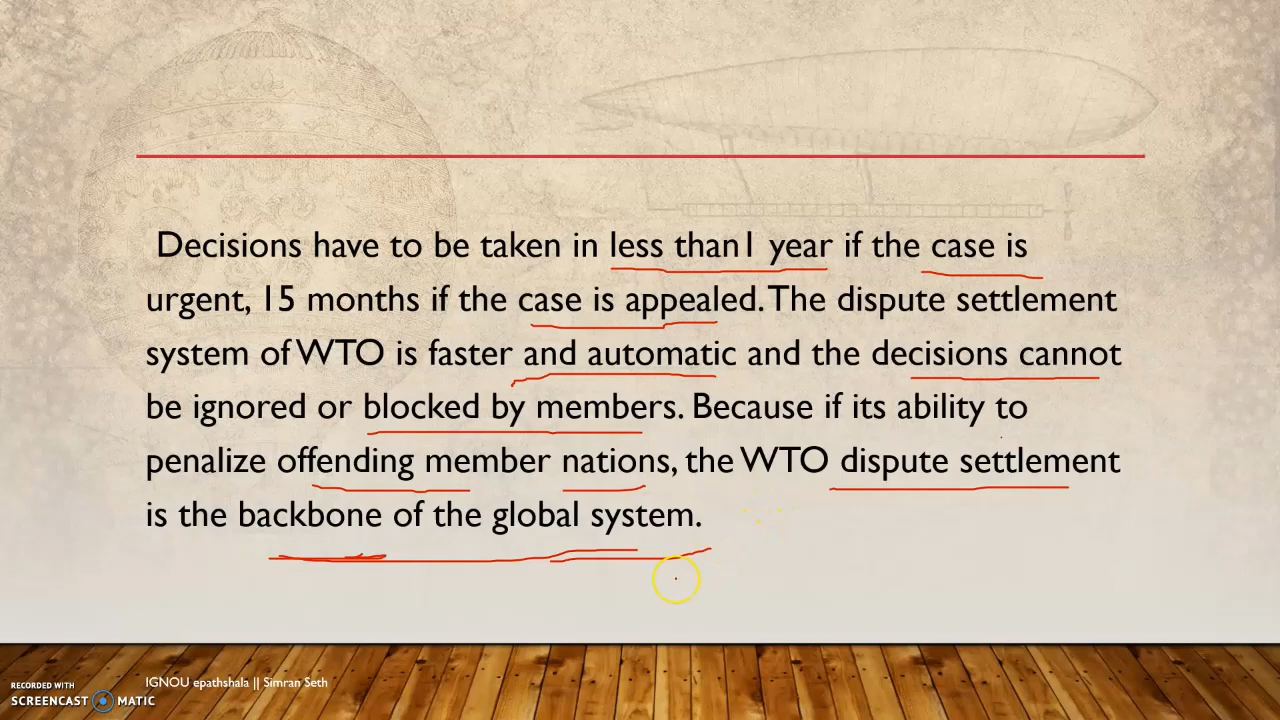 Decisions have to be taken in less than1 year if the case is
urgent, 15 months if the case is appealed. The dispute settlement
system of WTO is faster and automatic and the decisions cannot
be ignored or blocked by members. Because if its ability to
penalize offending member nations, the WTO dispute settlement
is the backbone of the global system.
IGNOU epathshala || Simran Seth
RECORDED WITH
SCREENCAST MATIC